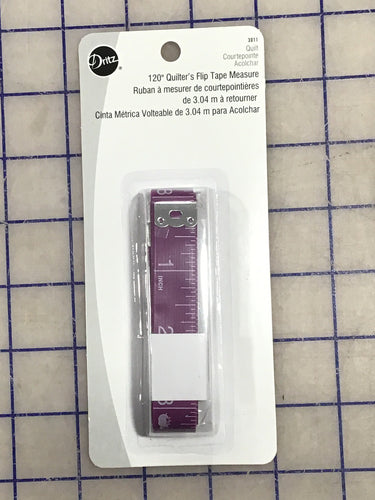 Dritz®
3811
Quilt
Courtepointe
Acolchar
120" Quilter's Flip Tape Measure
Ruban à mesurer de courtepointières
de 3.04 m à retourner
Cinta Métrica Volteable de 3.04 m para Acolchar
1
INCH
2
3